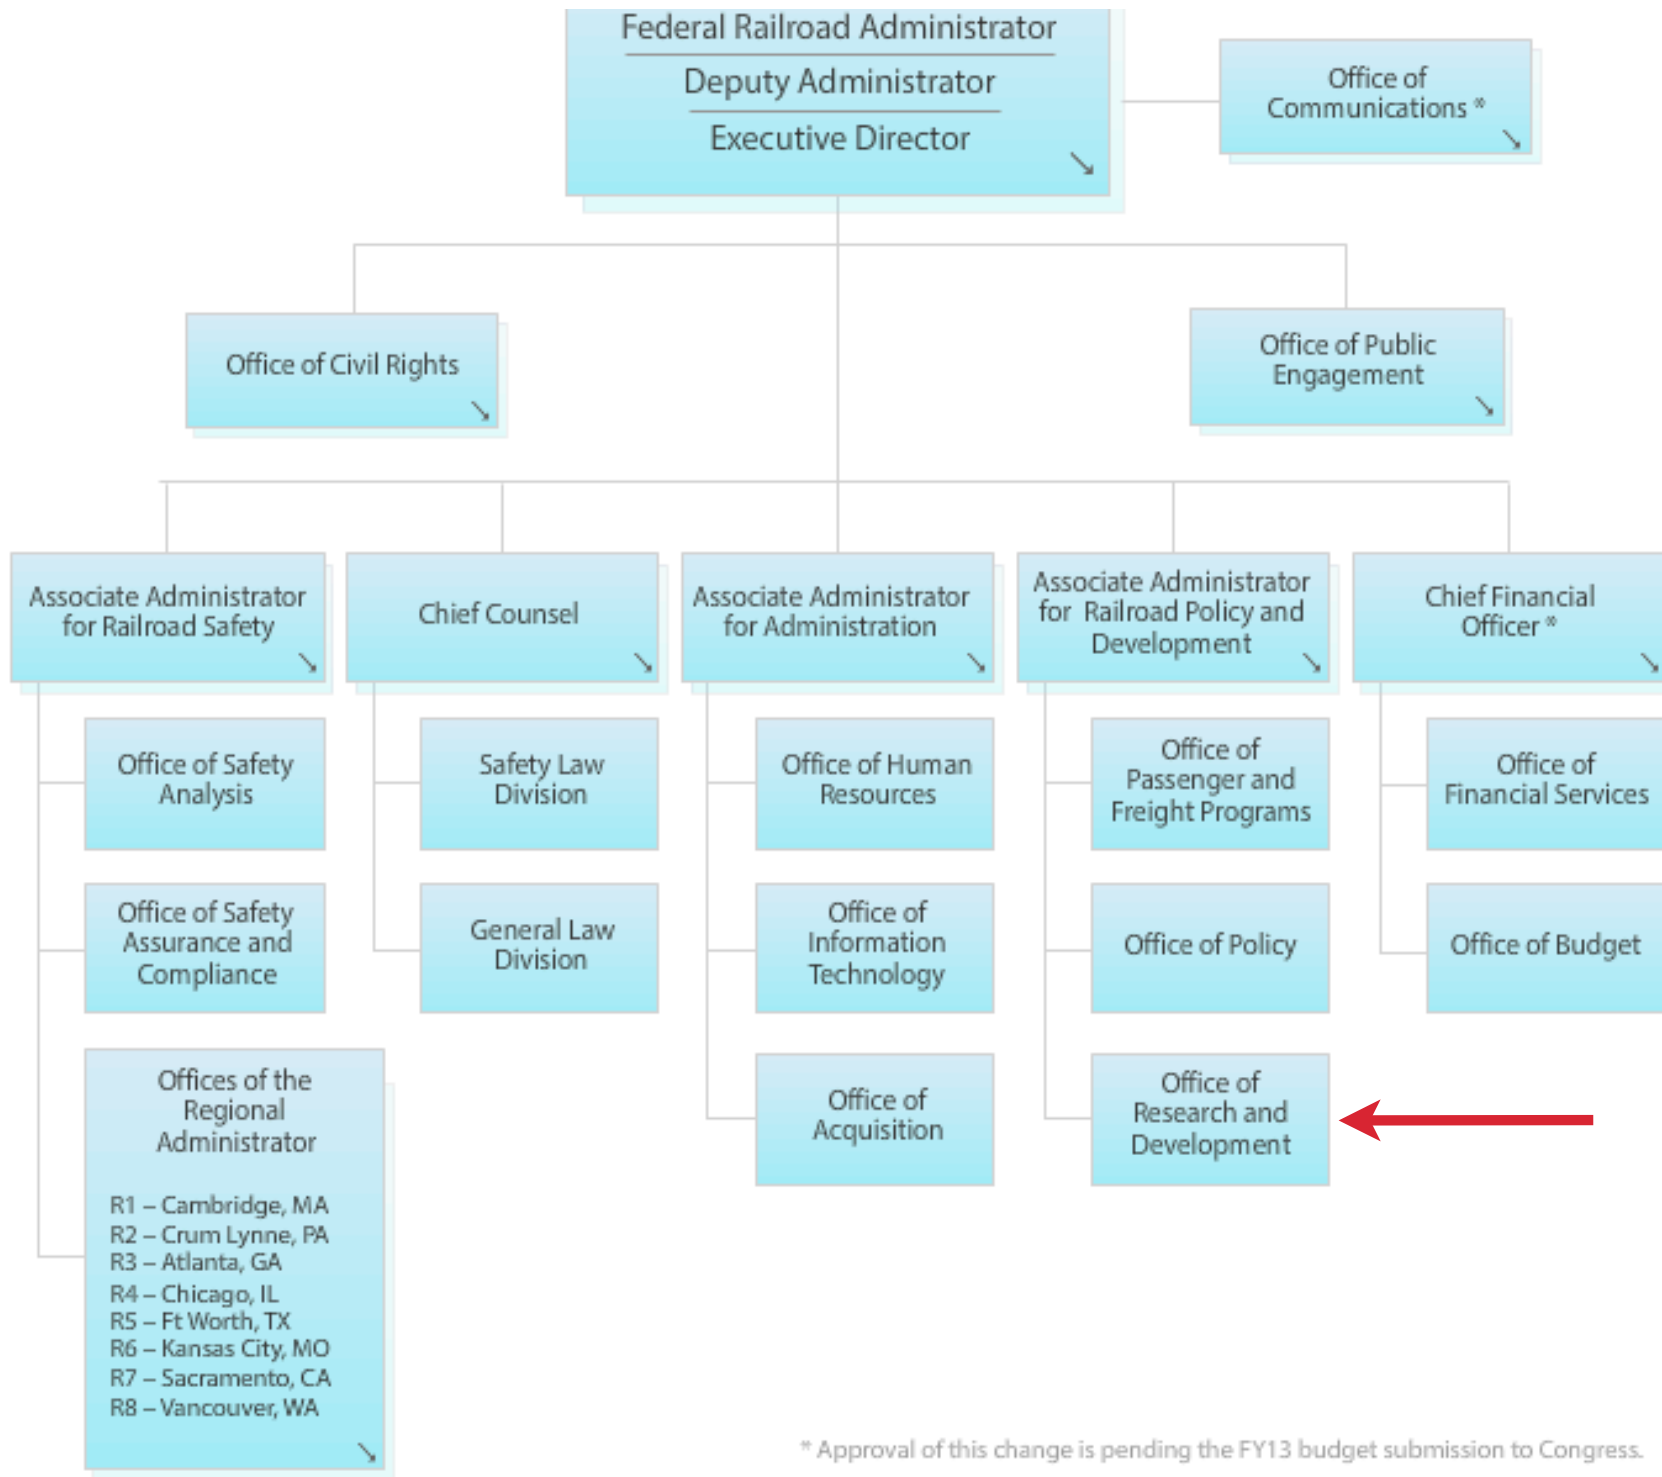 Federal Railroad Administrator
Deputy Administrator
Executive Director
Office of
Communications *
Office of Civil Rights
Office of Public
Engagement
Associate Administrator
for Railroad Safety
Chief Counsel
Associate Administrator
for Administration
Associate Administrator
for Railroad Policy and
Development
Chief Financial
Officer *
Office of Safety
Analysis
Safety Law
Division
Office of Human
Resources
Office of
Passenger and
Freight Programs
Office of
Financial Services
Office of Safety
Assurance and
Compliance
General Law
Division
Office of
Information
Technology
Office of Policy
Office of Budget
Offices of the
Regional
Administrator
R1 – Cambridge, MA
R2 – Crum Lynne, PA
R3 – Atlanta, GA
R4 – Chicago, IL
R5 – Ft Worth, TX
R6 – Kansas City, MO
R7 – Sacramento, CA
R8 – Vancouver, WA
Office of
Acquisition
Office of
Research and
Development
* Approval of this change is pending the FY13 budget submission to Congress.